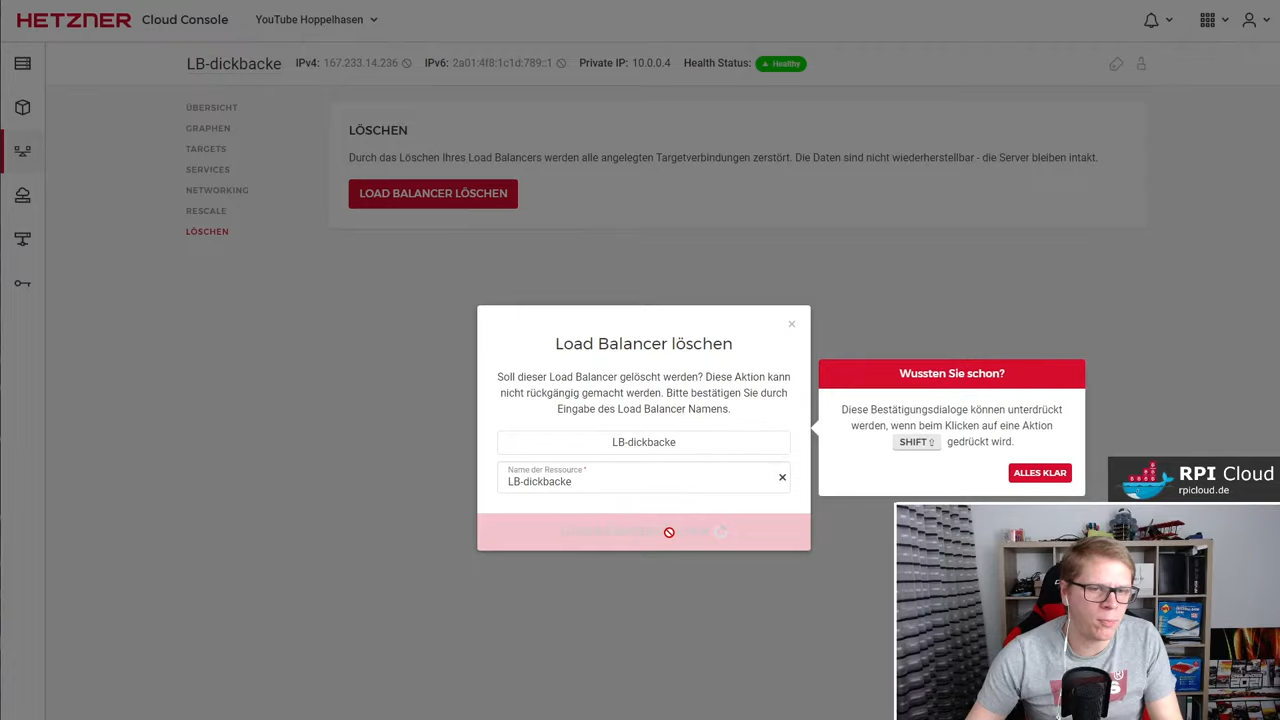 HETZNER Cloud Console YouTube Hoppelhasen
LB-dickbacke IPv4: 167.233.14.236 IPv6: 2a01:4f8:1c1d:789::1 Private IP: 10.0.0.4 Health Status: Healthy
ÜBERSICHT
GRAPHEN
TARGETS
SERVICES
NETWORKING
RESCALE
LÖSCHEN
LÖSCHEN
Durch das Löschen Ihres Load Balancers werden alle angelegten Targetverbindungen zerstört. Die Daten sind nicht wiederherstellbar - die Server bleiben intakt.
LOAD BALANCER LÖSCHEN
×
Load Balancer löschen
Soll dieser Load Balancer gelöscht werden? Diese Aktion kann
nicht rückgängig gemacht werden. Bitte bestätigen Sie durch
Eingabe des Load Balancer Namens.
LB-dickbacke
Name der Ressource *
LB-dickbacke
Wussten Sie schon?
Diese Bestätigungsdialoge können unterdrückt
werden, wenn beim Klicken auf eine Aktion
SHIFT⇧ gedrückt wird.
ALLES KLAR
RPI Cloud
rpicloud.de